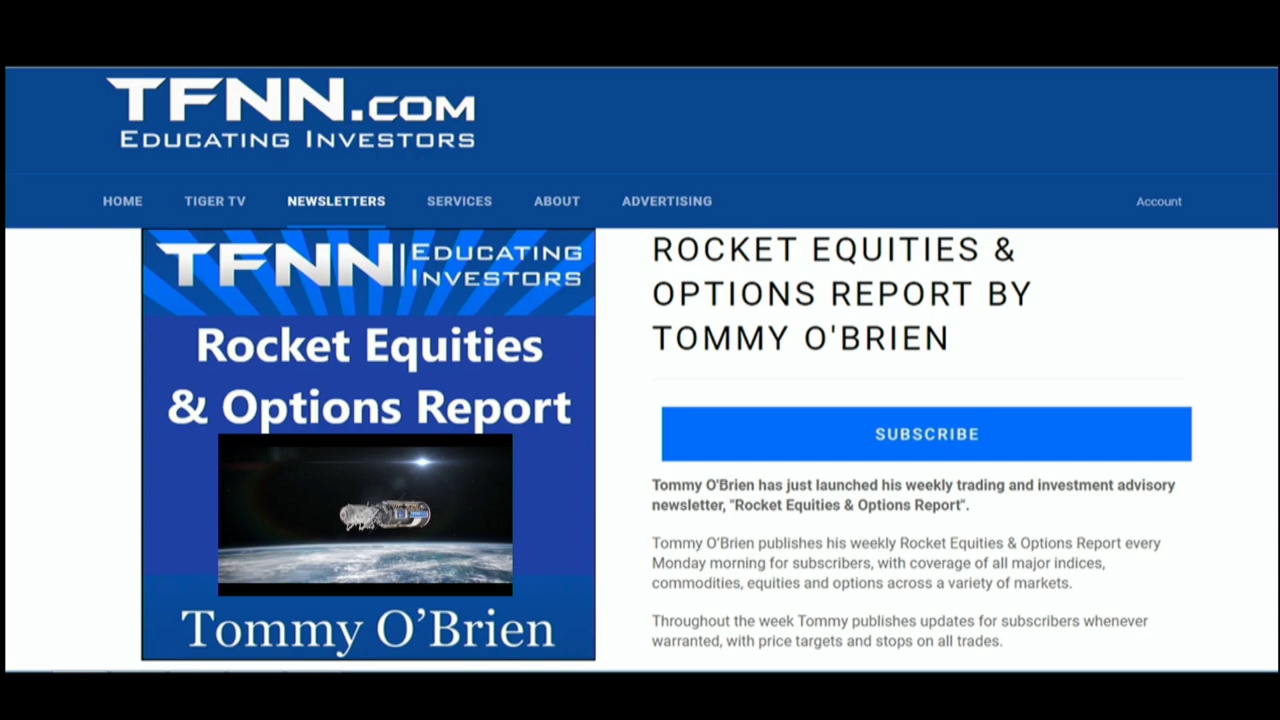 TFNN.COM
EDUCATING INVESTORS
HOME TIGER TV NEWSLETTERS SERVICES ABOUT ADVERTISING Account
TFNN EDUCATING
INVESTORS
Rocket Equities
& Options Report
Tommy O’Brien
ROCKET EQUITIES &
OPTIONS REPORT BY
TOMMY O'BRIEN
SUBSCRIBE
Tommy O'Brien has just launched his weekly trading and investment advisory
newsletter, "Rocket Equities & Options Report".
Tommy O’Brien publishes his weekly Rocket Equities & Options Report every
Monday morning for subscribers, with coverage of all major indices,
commodities, equities and options across a variety of markets.
Throughout the week Tommy publishes updates for subscribers whenever
warranted, with price targets and stops on all trades.